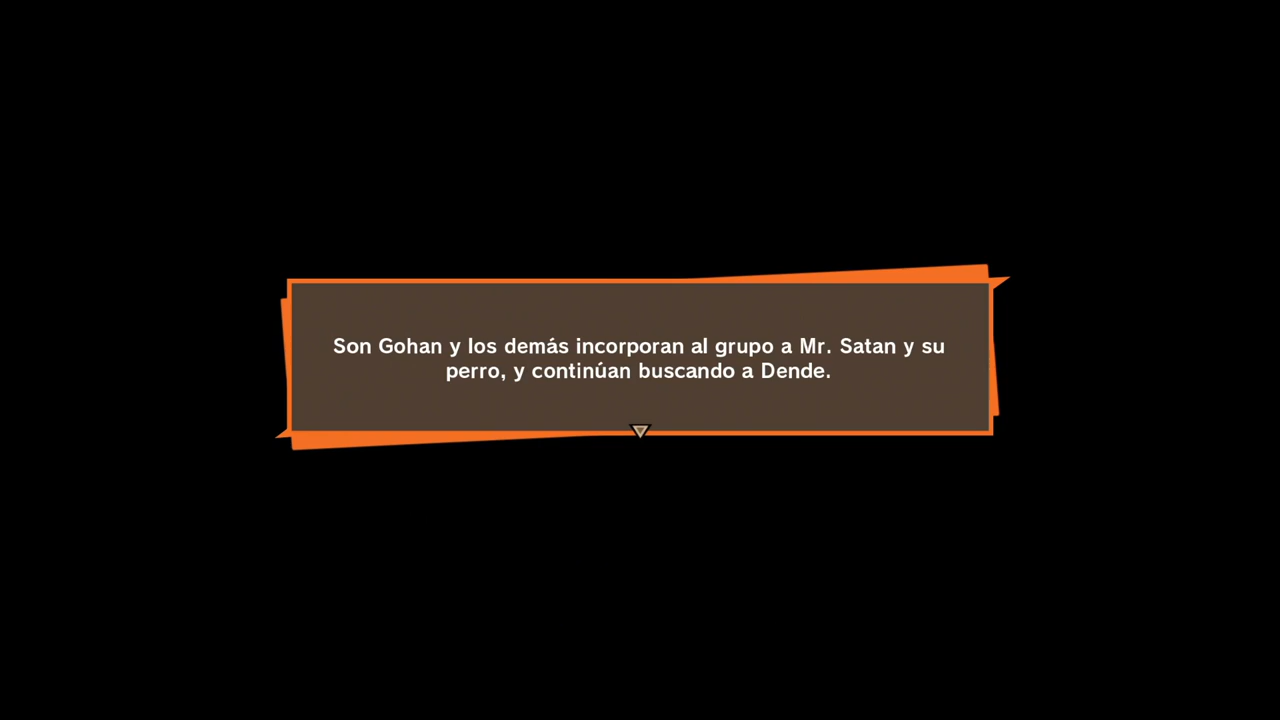 Son Gohan y los demás incorporan al grupo a Mr. Satan y su
perro, y continúan buscando a Dende.